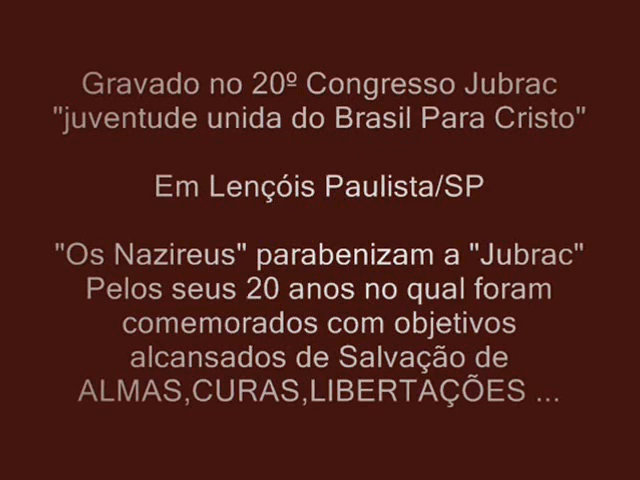 Gravado no 20º Congresso Jubrac
"juventude unida do Brasil Para Cristo"
Em Lençóis Paulista/SP
"Os Nazireus" parabenizam a "Jubrac"
Pelos seus 20 anos no qual foram
comemorados com objetivos
alcansados de Salvação de
ALMAS,CURAS,LIBERTAÇÕES ...